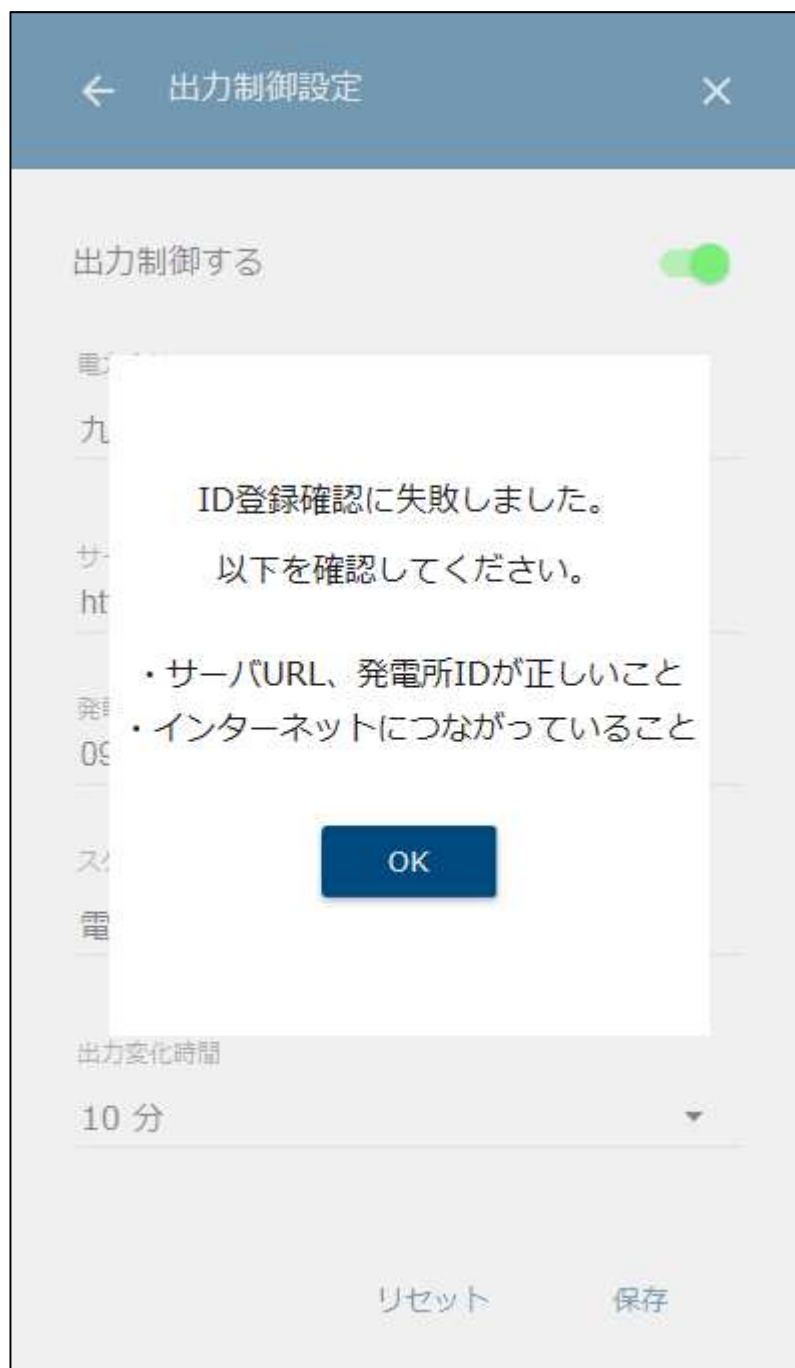 出力制御設定
出力制御する
九
ID登録確認に失敗しました。
以下を確認してください。
サ
ht
・サーバURL、発電所IDが正しいこと
・インターネットにつながっていること
09
OK
電
出力変化時間
10 分
リセット 保存